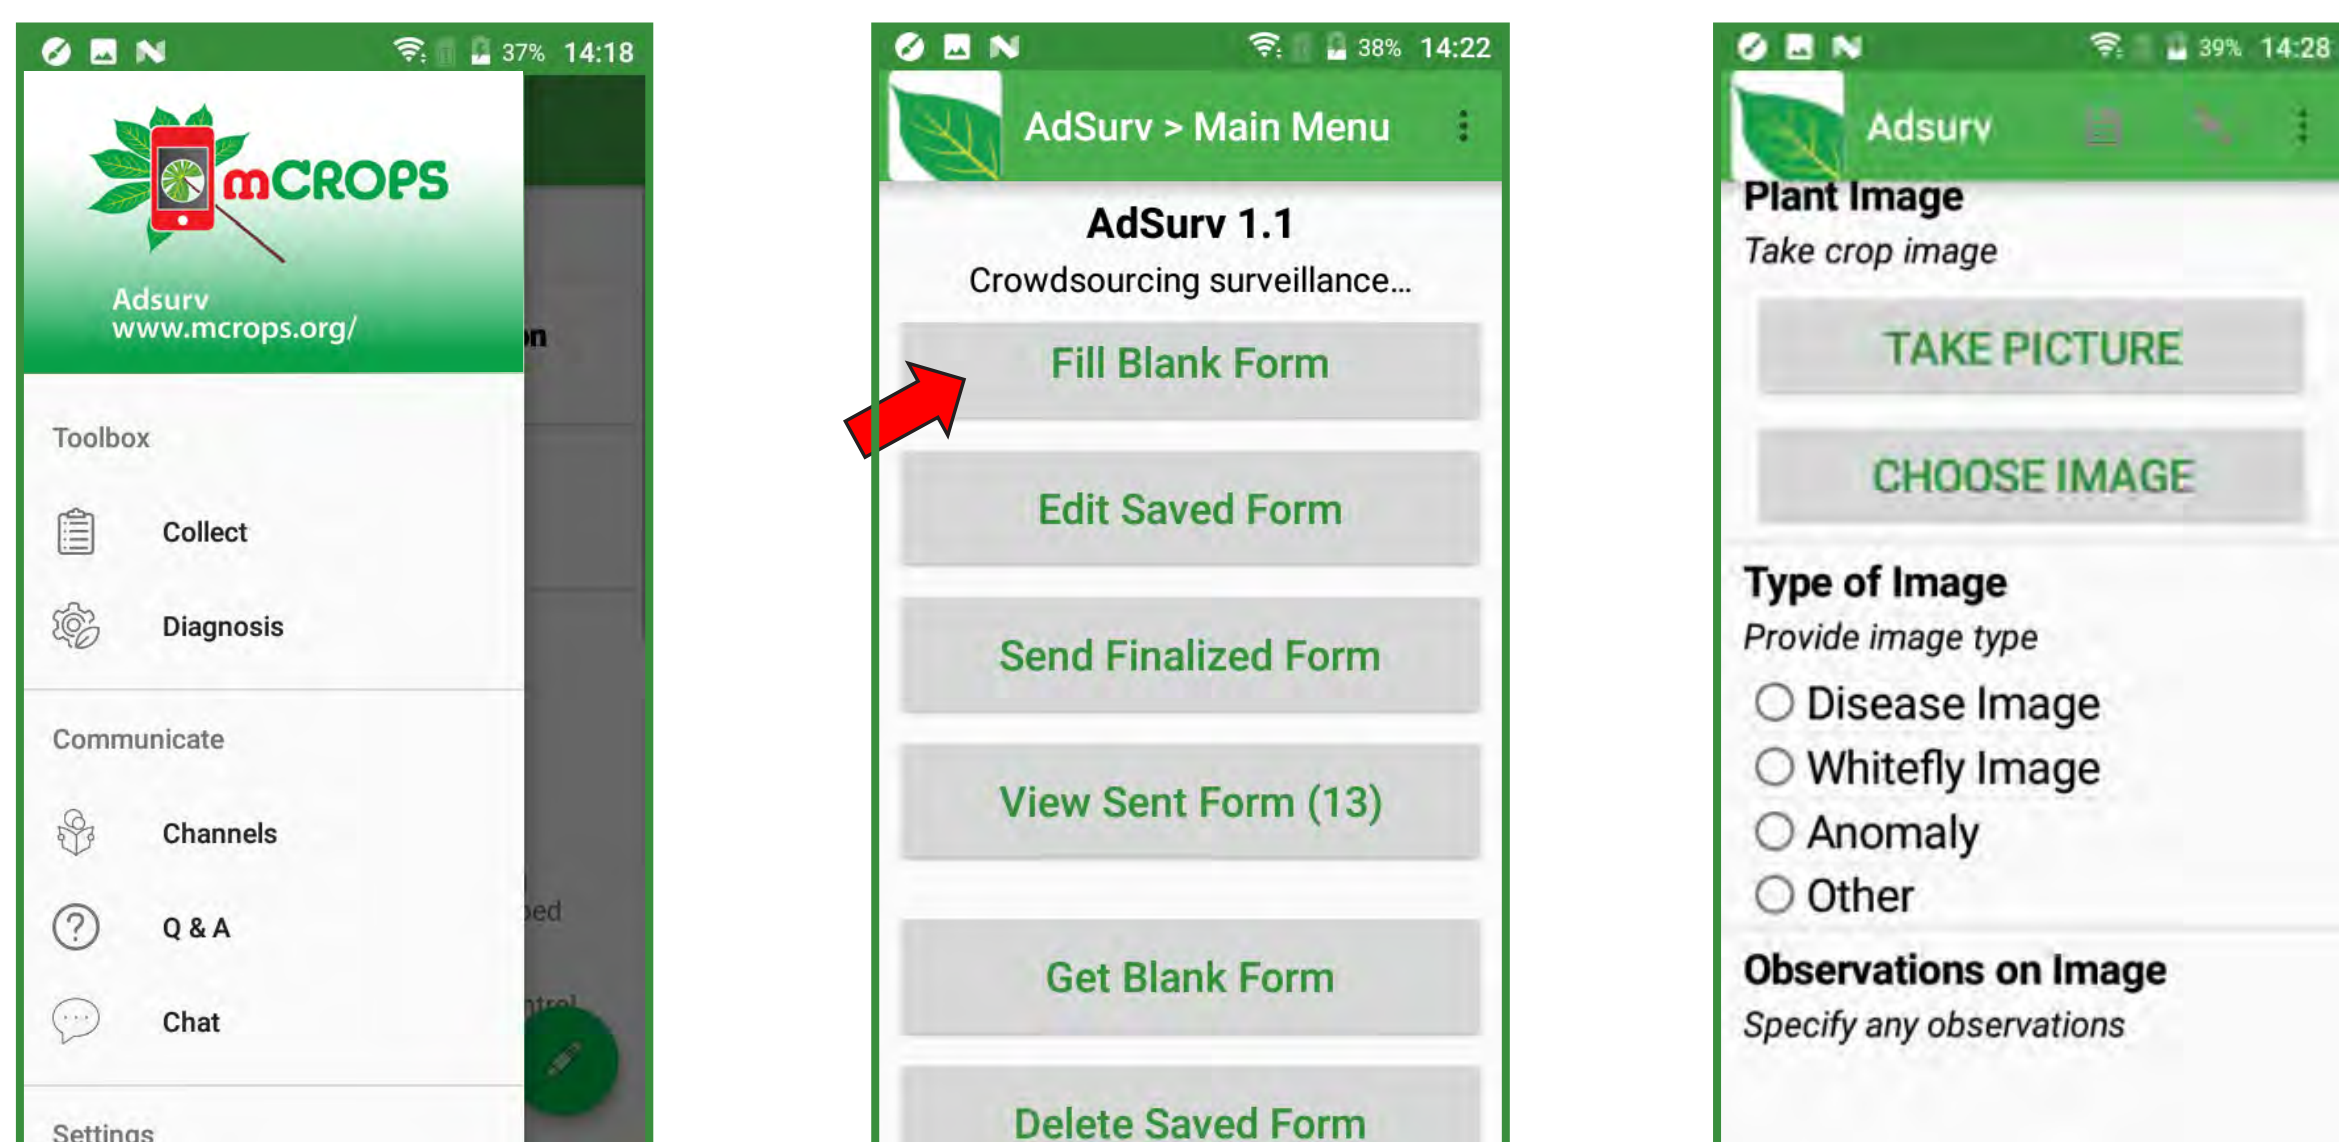 37% 14:18
mCROPS
Adsurv
www.mcrops.org/
on
Toolbox
Collect
Diagnosis
Communicate
Channels
Q & A
Chat
Settings
38% 14:22
AdSurv > Main Menu
AdSurv 1.1
Crowdsourcing surveillance...
Fill Blank Form
Edit Saved Form
Send Finalized Form
View Sent Form (13)
Get Blank Form
Delete Saved Form
39% 14:28
Adsurv
Plant Image
Take crop image
TAKE PICTURE
CHOOSE IMAGE
Type of Image
Provide image type
Disease Image
Whitefly Image
Anomaly
Other
Observations on Image
Specify any observations